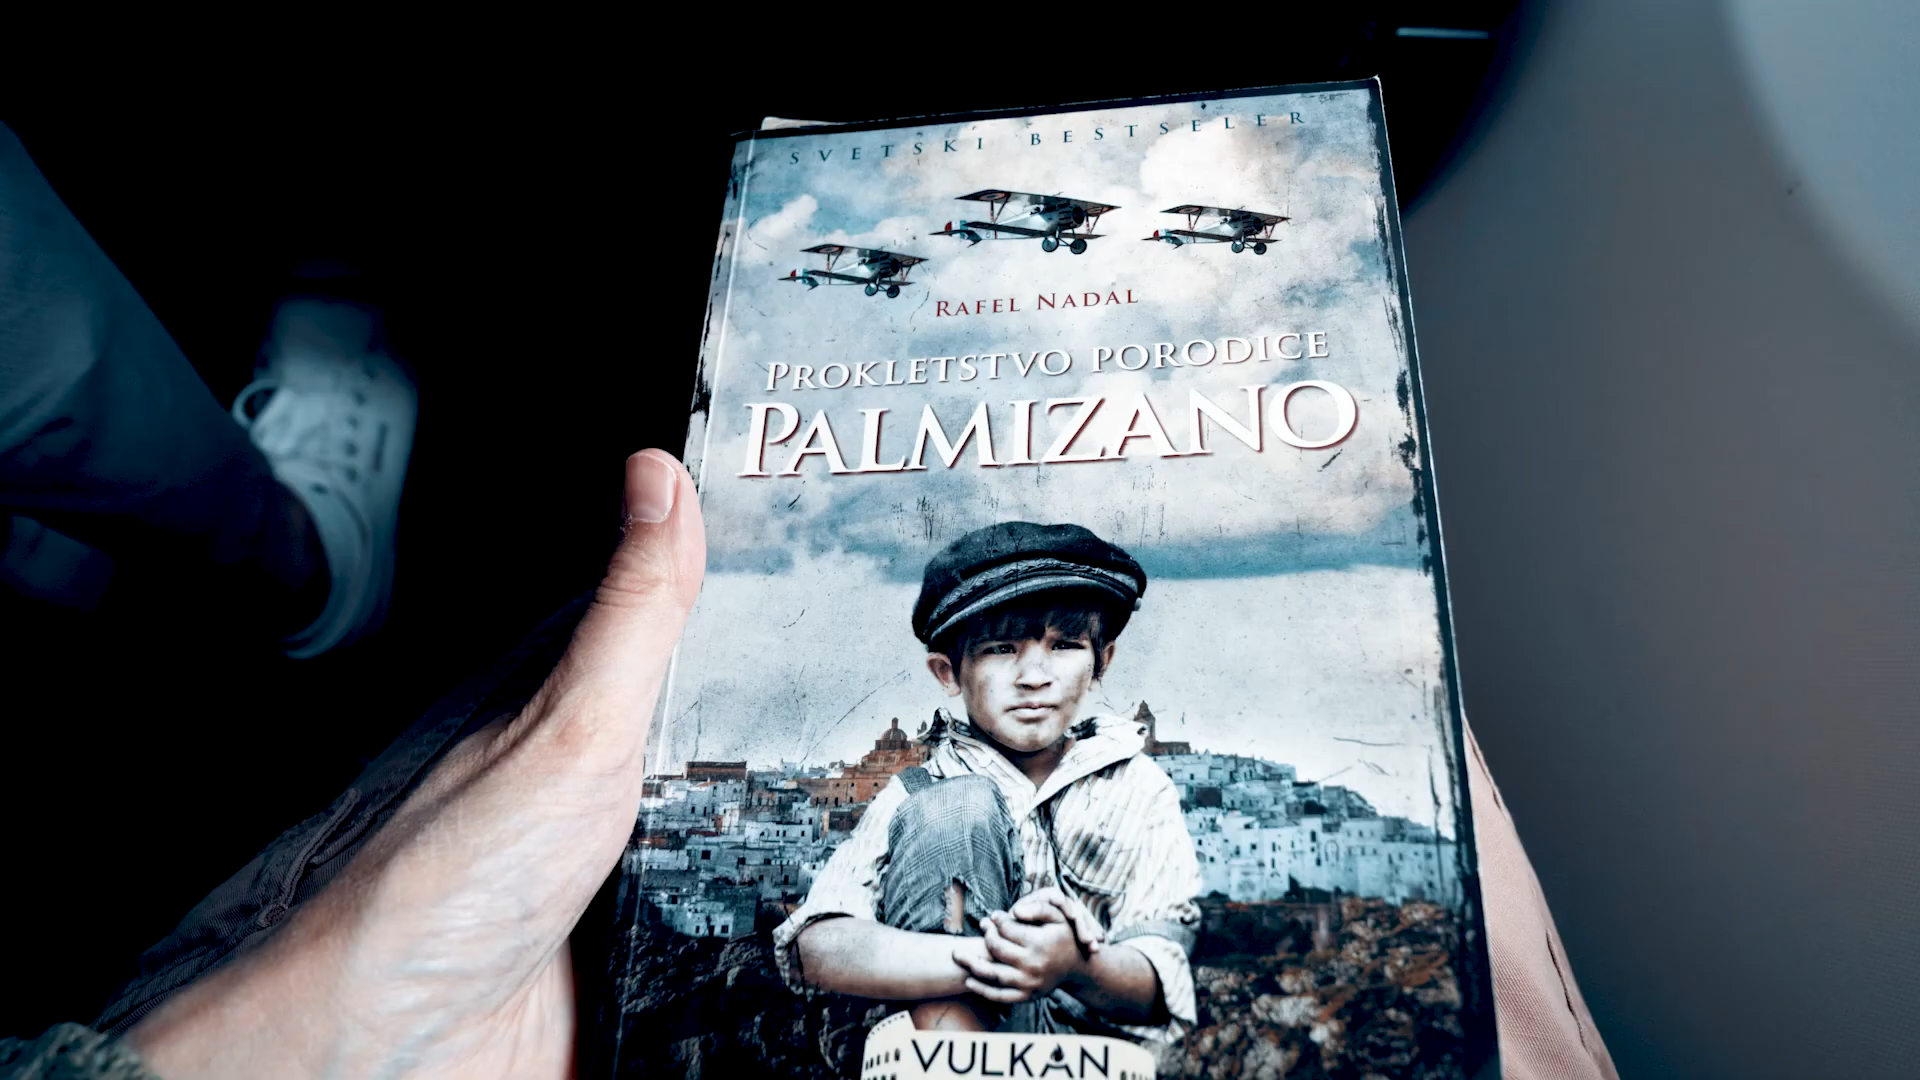 SVETSKI BESTSELER
RAFEL NADAL
PROKLETSTVO PORODICE
PALMIZANO
VULKAN